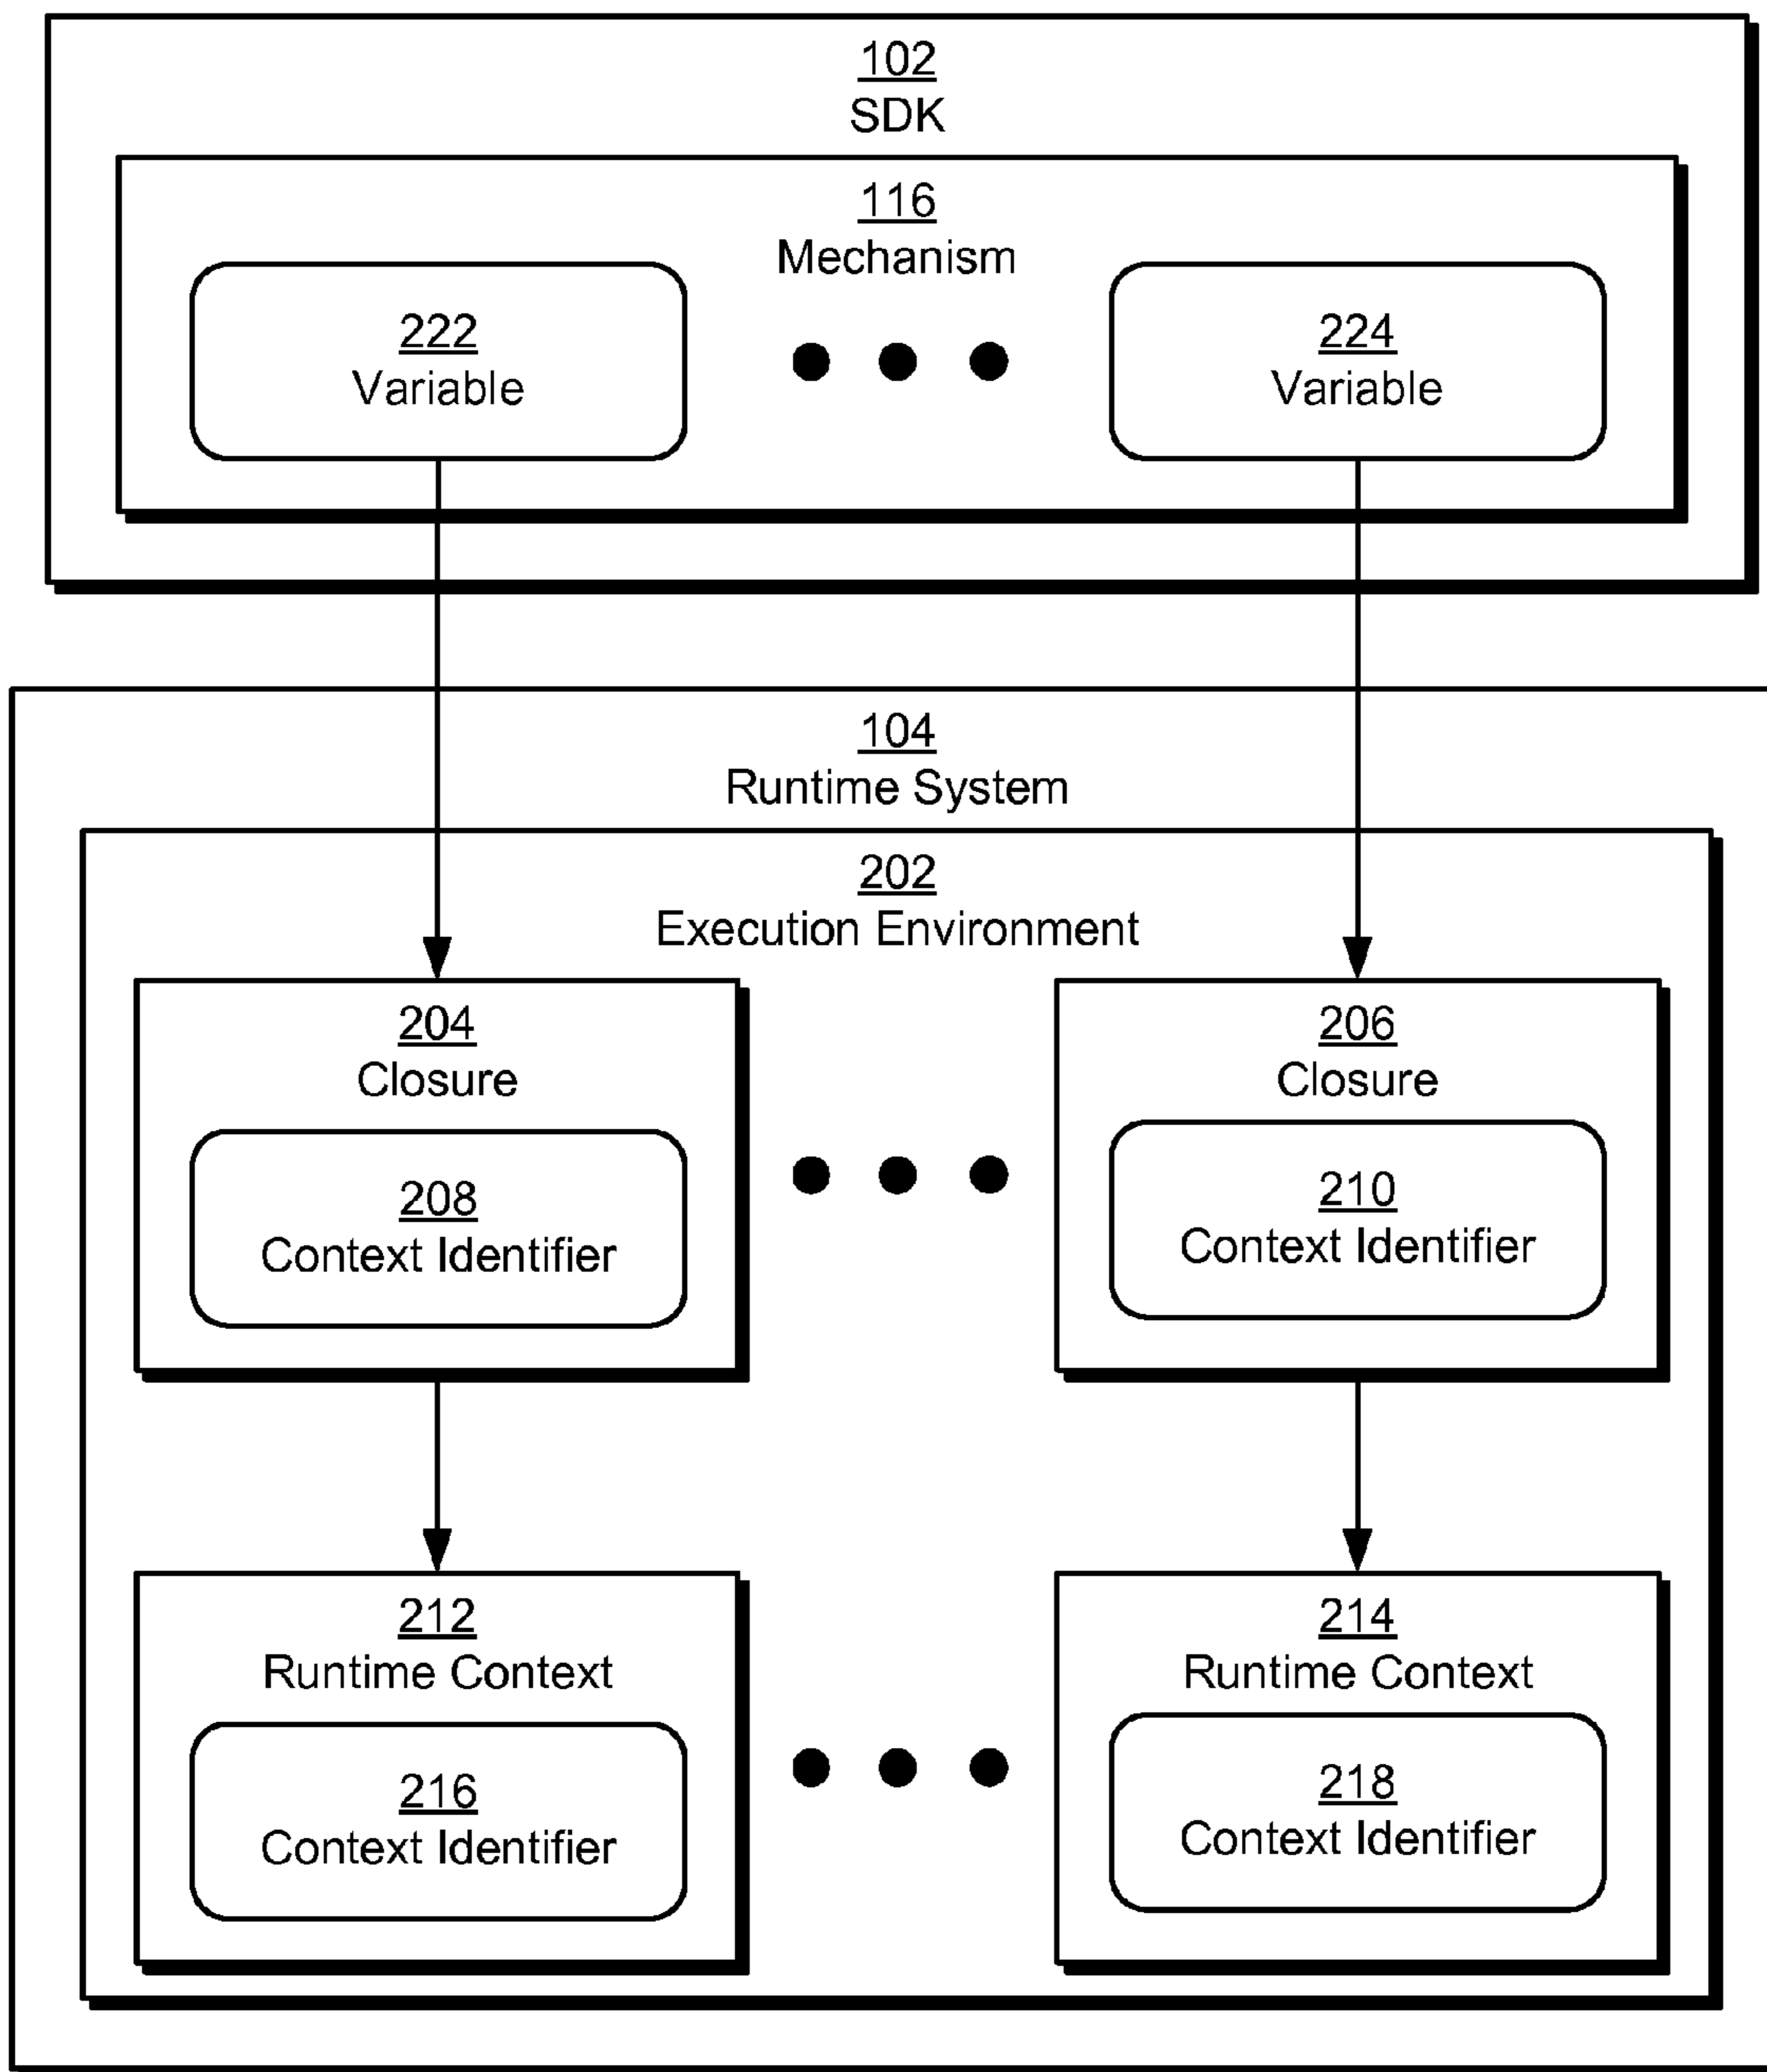 102
SDK
116
Mechanism
222
Variable
224
Variable
104
Runtime System
202
Execution Environment
204
Closure
206
Closure
208
Context Identifier
210
Context Identifier
212
Runtime Context
214
Runtime Context
216
Context Identifier
218
Context Identifier